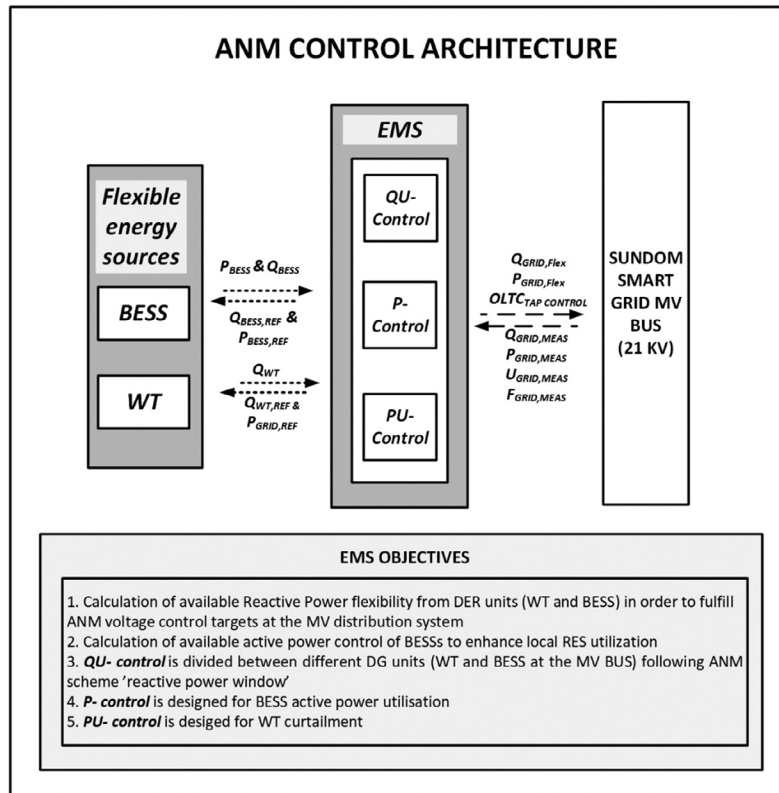 ANM CONTROL ARCHITECTURE
Flexible
energy
sources
BESS
WT
P_BESS & Q_BESS
Q_BESS,REF &
P_BESS,REF
Q_WT
Q_WT,REF &
P_GRID,REF
EMS
QU-
Control
P-
Control
PU-
Control
Q_GRID,Flex
P_GRID,Flex
OLTC_TAP CONTROL
Q_GRID,MEAS
P_GRID,MEAS
U_GRID,MEAS
F_GRID,MEAS
SUNDOM
SMART
GRID MV
BUS
(21 KV)
EMS OBJECTIVES
1. Calculation of available Reactive Power flexibility from DER units (WT and BESS) in order to fulfill
ANM voltage control targets at the MV distribution system
2. Calculation of available active power control of BESSs to enhance local RES utilization
3. QU- control is divided between different DG units (WT and BESS at the MV BUS) following ANM
scheme 'reactive power window'
4. P- control is designed for BESS active power utilisation
5. PU- control is desiged for WT curtailment